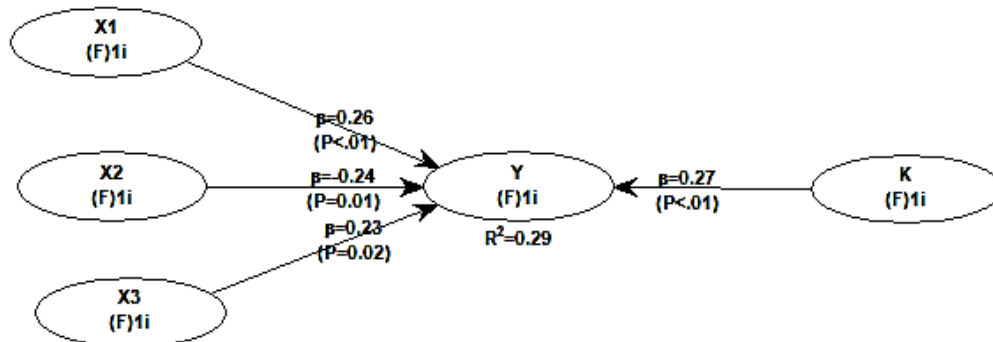 X1
(F)1i
β=0.26
(P<.01)
X2
(F)1i
β=-0.24
(P=0.01)
Y
(F)1i
R²=0.29
β=0.27
(P<.01)
K
(F)1i
β=0.23
(P=0.02)
X3
(F)1i